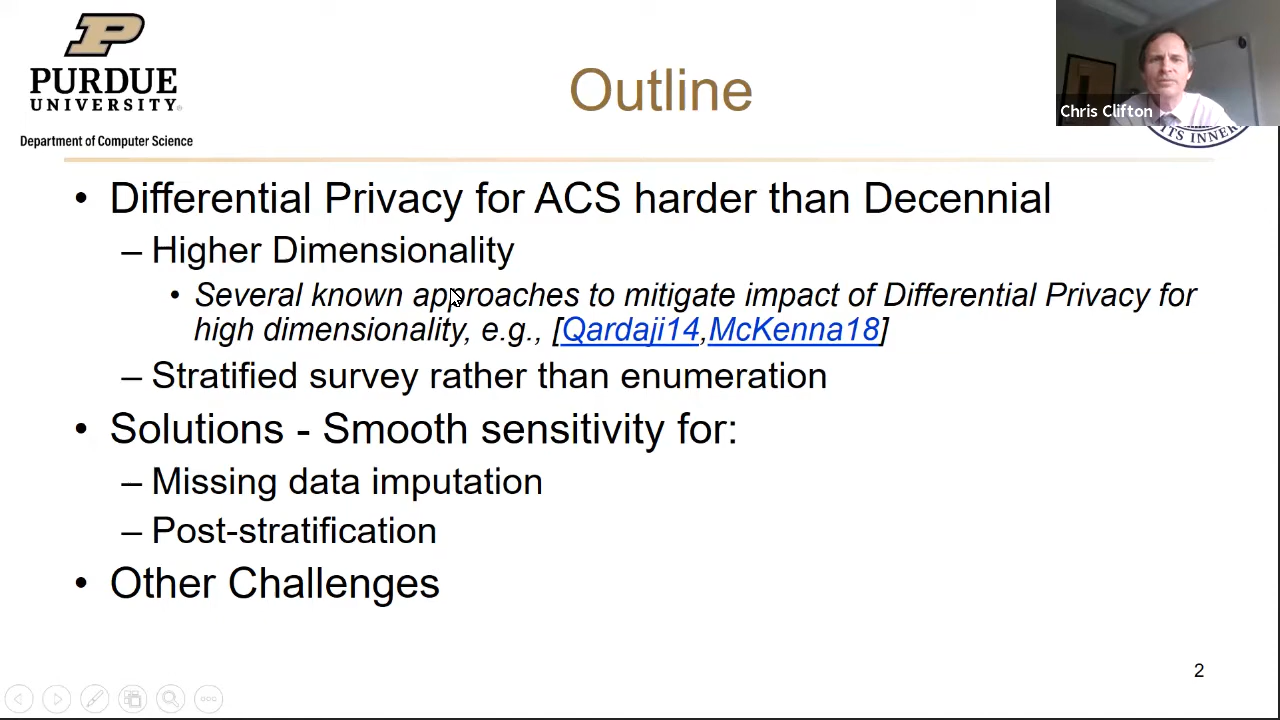 PURDUE
UNIVERSITY®
Department of Computer Science
Outline
Chris Clifton
ITS INNER
• Differential Privacy for ACS harder than Decennial
– Higher Dimensionality
• Several known approaches to mitigate impact of Differential Privacy for
high dimensionality, e.g., [Qardaji14,McKenna18]
– Stratified survey rather than enumeration
• Solutions - Smooth sensitivity for:
– Missing data imputation
– Post-stratification
• Other Challenges
2